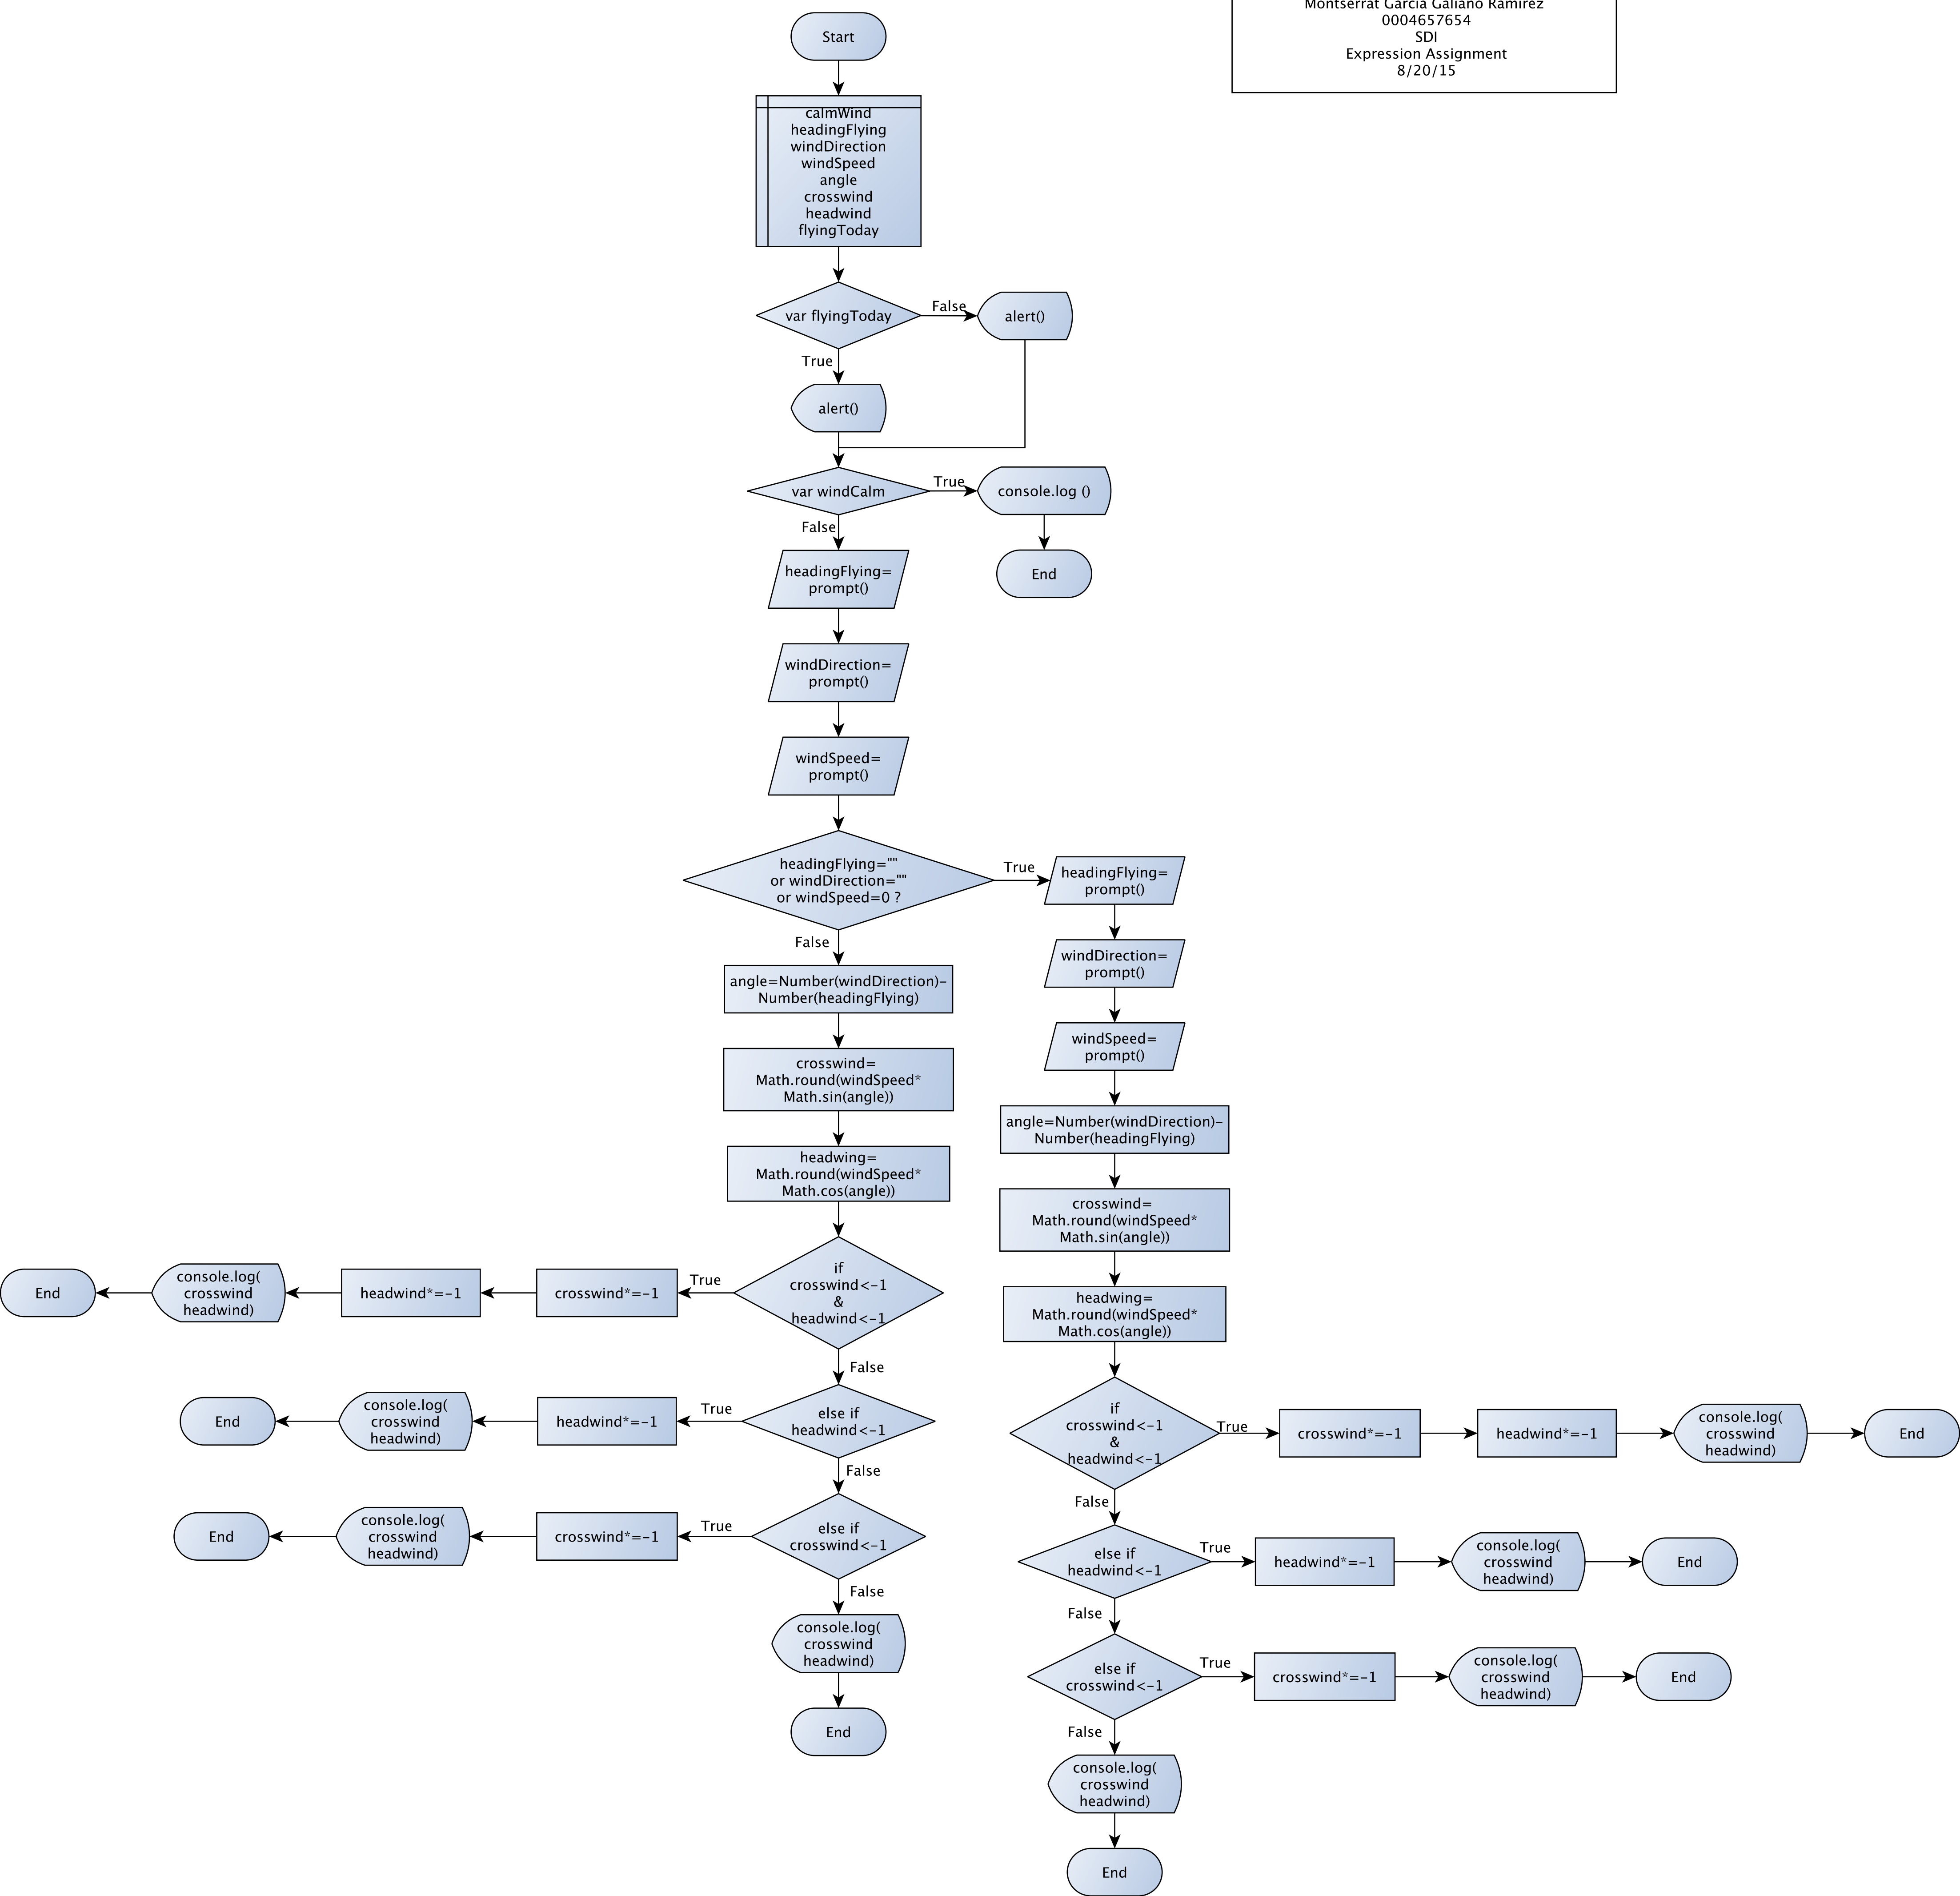 Montserrat Garcia Galiano Ramirez
0004657654
SDI
Expression Assignment
8/20/15
Start
calmWind
headingFlying
windDirection
windSpeed
angle
crosswind
headwind
flyingToday
var flyingToday
False
alert()
True
alert()
var windCalm
True
console.log ()
False
End
headingFlying=
prompt()
windDirection=
prompt()
windSpeed=
prompt()
headingFlying=""
or windDirection=""
or windSpeed=0 ?
True
headingFlying=
prompt()
windDirection=
prompt()
windSpeed=
prompt()
angle=Number(windDirection)-
Number(headingFlying)
crosswind=
Math.round(windSpeed*
Math.sin(angle))
headwing=
Math.round(windSpeed*
Math.cos(angle))
if
crosswind<-1
&
headwind<-1
True
crosswind*=-1
headwind*=-1
console.log(
crosswind
headwind)
End
False
else if
headwind<-1
True
headwind*=-1
console.log(
crosswind
headwind)
End
False
else if
crosswind<-1
True
crosswind*=-1
console.log(
crosswind
headwind)
End
False
console.log(
crosswind
headwind)
End
False
angle=Number(windDirection)-
Number(headingFlying)
crosswind=
Math.round(windSpeed*
Math.sin(angle))
headwing=
Math.round(windSpeed*
Math.cos(angle))
if
crosswind<-1
&
headwind<-1
True
crosswind*=-1
headwind*=-1
console.log(
crosswind
headwind)
End
False
else if
headwind<-1
True
headwind*=-1
console.log(
crosswind
headwind)
End
False
else if
crosswind<-1
True
crosswind*=-1
console.log(
crosswind
headwind)
End
False
console.log(
crosswind
headwind)
End